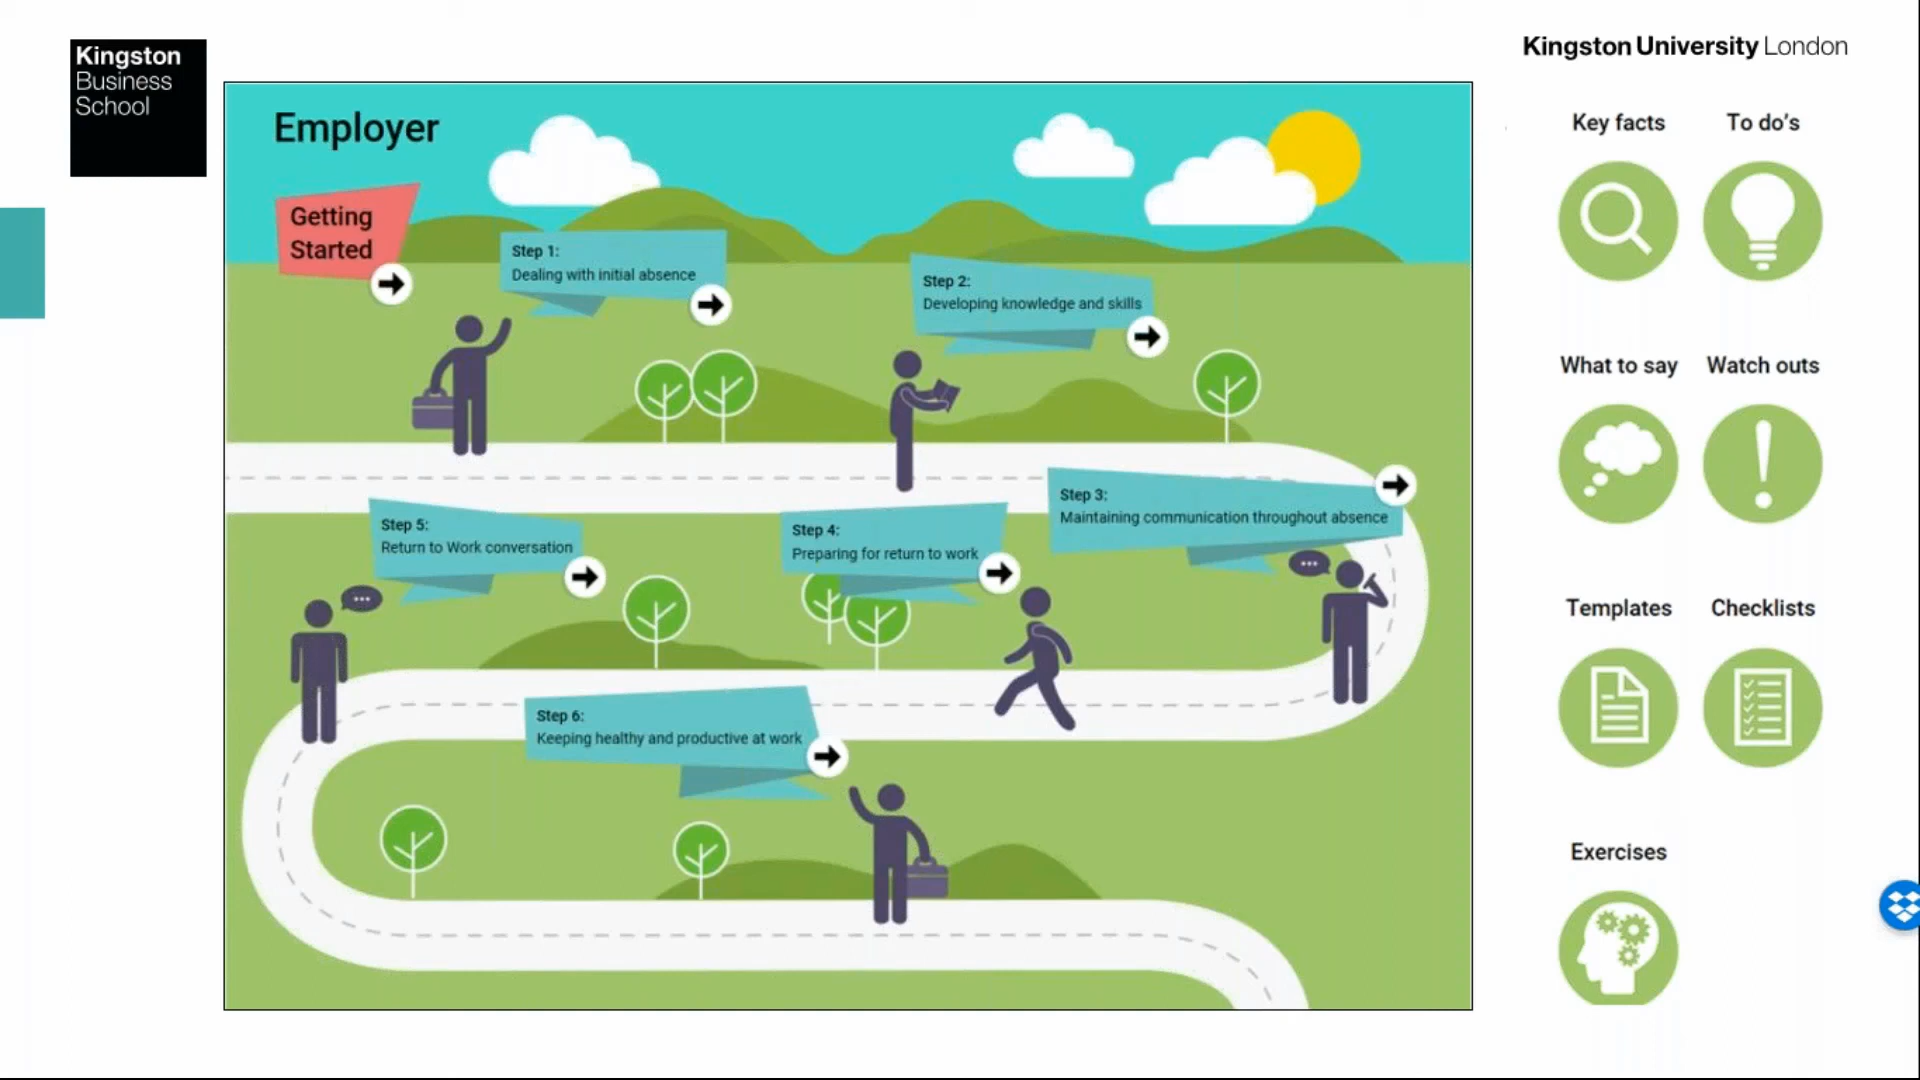 Kingston
Business
School
Kingston University London
Employer
Getting
Started
Step 1:
Dealing with initial absence
Step 2:
Developing knowledge and skills
Step 3:
Maintaining communication throughout absence
Step 4:
Preparing for return to work
Step 5:
Return to Work conversation
Step 6:
Keeping healthy and productive at work
Key facts
To do's
What to say
Watch outs
Templates
Checklists
Exercises